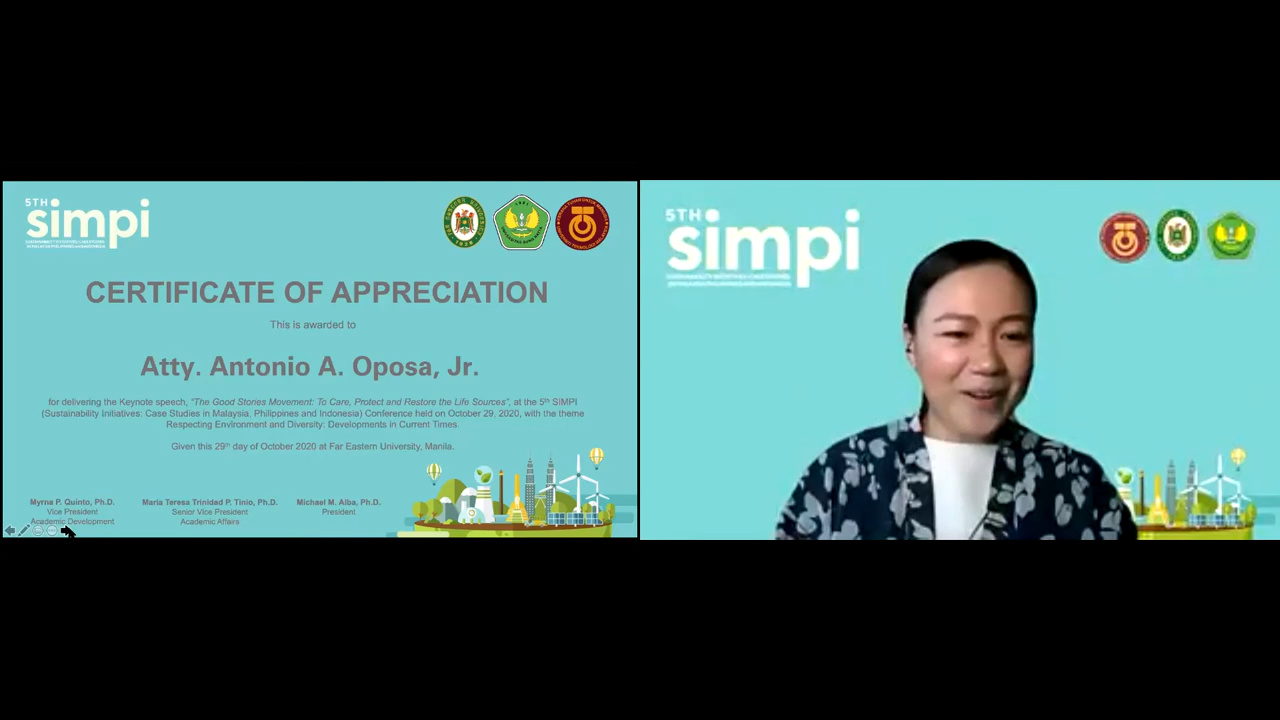 5TH
simpi
CERTIFICATE OF APPRECIATION
This is awarded to
Atty. Antonio A. Oposa, Jr.
for delivering the Keynote speech, "The Good Stories Movement: To Care, Protect and Restore the Life Sources", at the 5th SIMPI
(Sustainability Initiatives: Case Studies in Malaysia, Philippines and Indonesia) Conference held on October 29, 2020, with the theme
Respecting Environment and Diversity: Developments in Current Times.
Given this 29th day of October 2020 at Far Eastern University, Manila.
Myrna P. Quinto, Ph.D.
Vice President
Academic Development
Maria Teresa Trinidad P. Tinio, Ph.D.
Senior Vice President
Academic Affairs
Michael M. Alba, Ph.D.
President
5TH
simpi